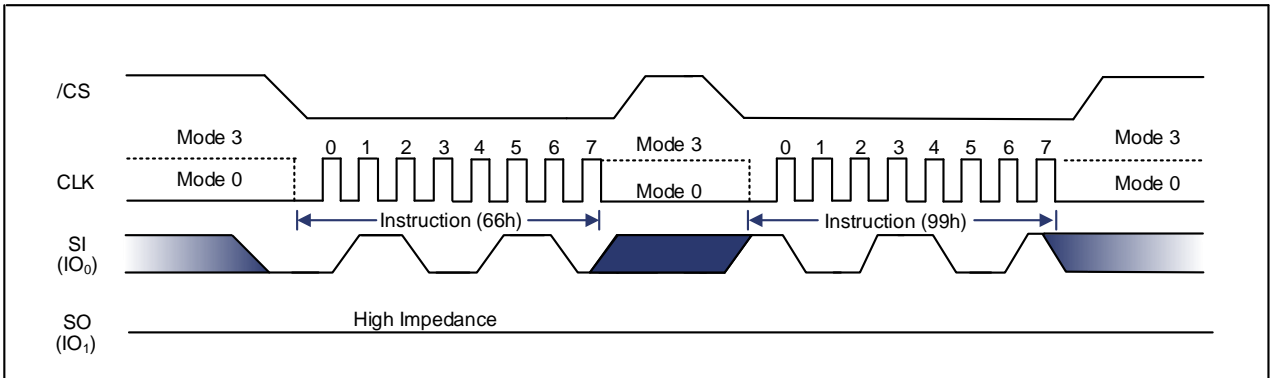 /CS
Mode 3
0 1 2 3 4 5 6 7
Mode 3
0 1 2 3 4 5 6 7
Mode 3
CLK
Mode 0
Mode 0
Mode 0
Instruction (66h)
Instruction (99h)
SI
(IO0)
High Impedance
SO
(IO1)